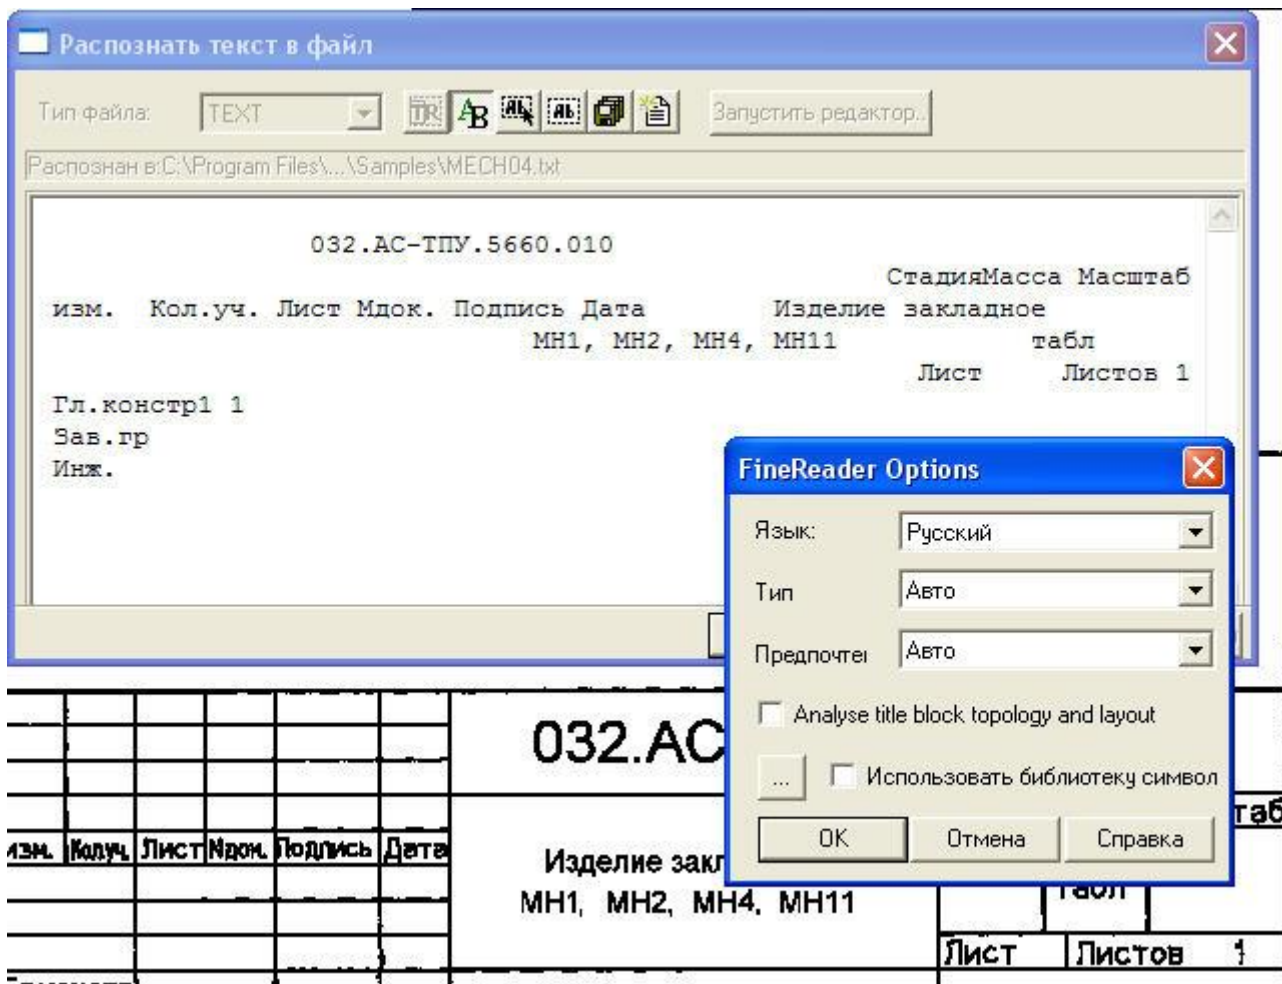 Распознать текст в файл
Тип файла: TEXT Запустить редактор..
Распознан в:C:\Program Files\...\Samples\MECH04.txt
032.АС-ТПУ.5660.010
СтадияМасса Масштаб
изм. Кол.уч. Лист Мдок. Подпись Дата Изделие закладное
МН1, МН2, МН4, МН11 табл
Лист Листов 1
Гл.констр1 1
Зав.гр
Инж.
FineReader Options
Язык: Русский
Тип Авто
Предпочтен Авто
Analyse title block topology and layout
... Использовать библиотеку символ
OK Отмена Справка
032.АС
таб
изм. Кол.уч. Лист Nдок. Подпись Дата
Изделие закл
МН1, МН2, МН4, МН11
табл
Лист Листов 1